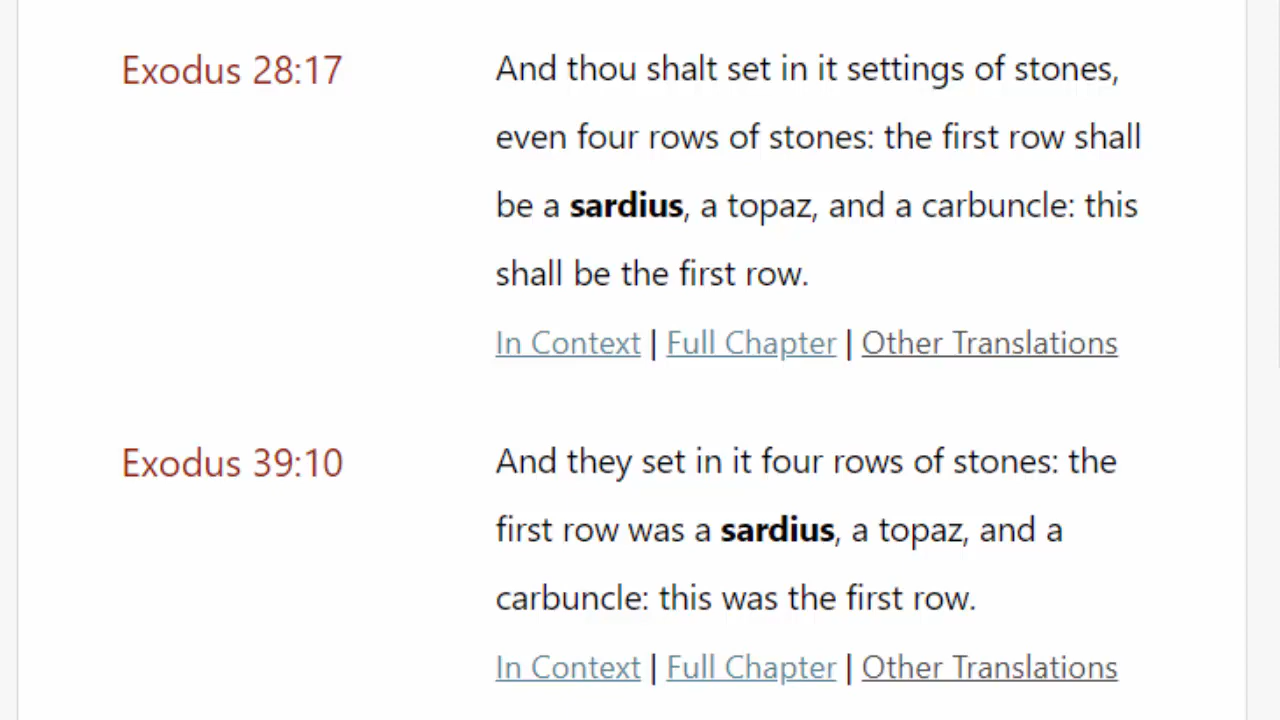 Exodus 28:17
And thou shalt set in it settings of stones,
even four rows of stones: the first row shall
be a sardius, a topaz, and a carbuncle: this
shall be the first row.
In Context | Full Chapter | Other Translations
Exodus 39:10
And they set in it four rows of stones: the
first row was a sardius, a topaz, and a
carbuncle: this was the first row.
In Context | Full Chapter | Other Translations